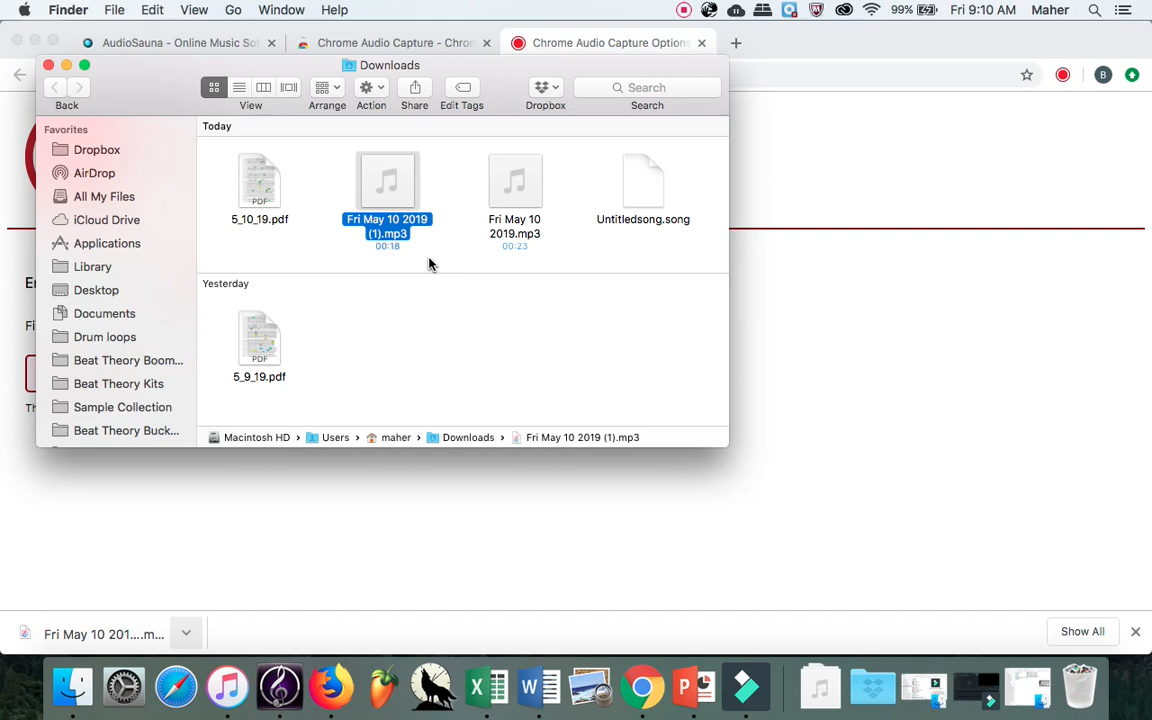 Finder File Edit View Go Window Help 99% Fri 9:10 AM Maher
AudioSauna - Online Music Sof × Chrome Audio Capture - Chron × Chrome Audio Capture Options × +
Downloads
Back View Arrange Action Share Edit Tags Dropbox Search
Search
B
Favorites
Dropbox
AirDrop
All My Files
iCloud Drive
Applications
Library
Desktop
Documents
Drum loops
Beat Theory Boom...
Beat Theory Kits
Sample Collection
Beat Theory Buck...
Today
PDF
5_10_19.pdf
Fri May 10 2019
(1).mp3
00:18
Fri May 10
2019.mp3
00:23
Untitledsong.song
Yesterday
PDF
5_9_19.pdf
Macintosh HD › Users › maher › Downloads › Fri May 10 2019 (1).mp3
Fri May 10 201....m...
Show All